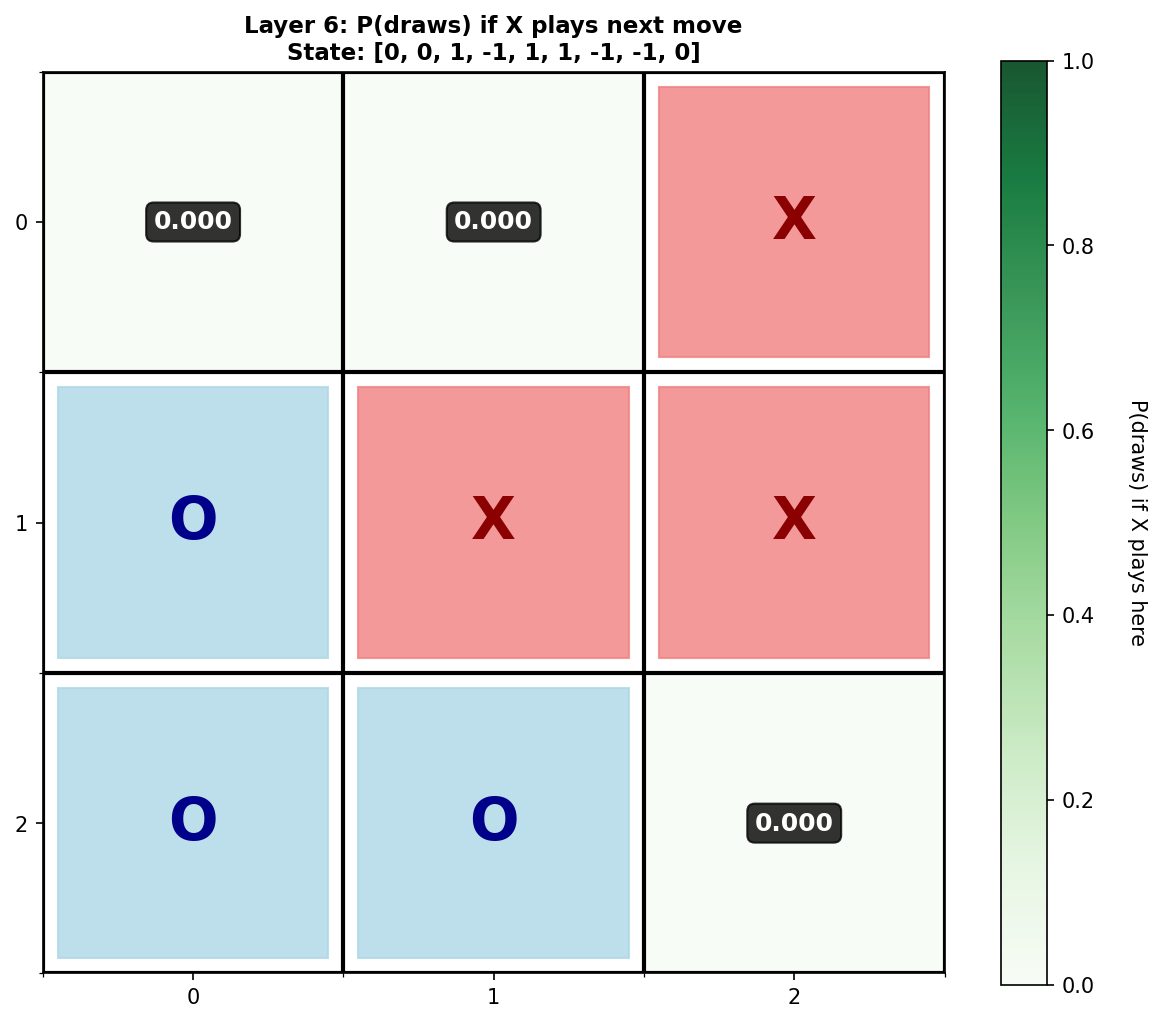 Layer 6: P(draws) if X plays next move
State: [0, 0, 1, -1, 1, 1, -1, -1, 0]
0
0.000
0.000
X
1
O
X
X
2
O
O
0.000
0
1
2
1.0
0.8
0.6
0.4
0.2
0.0
P(draws) if X plays here